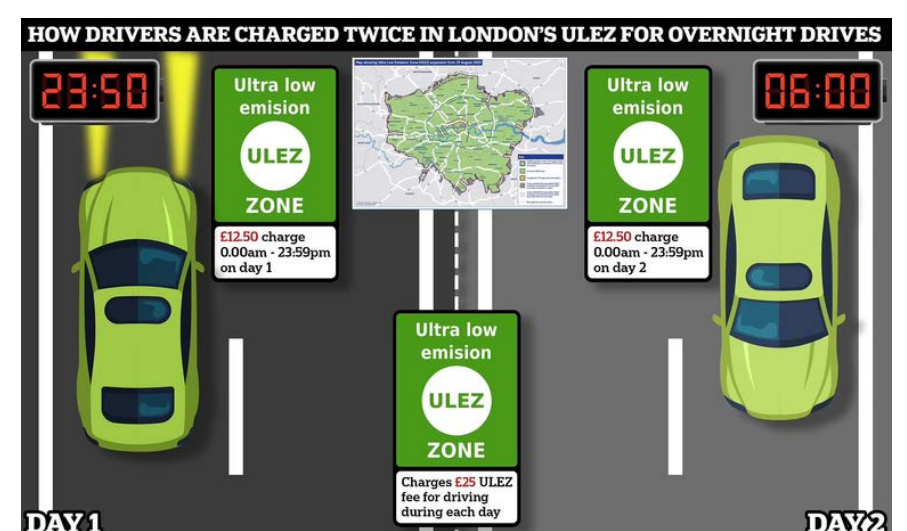 HOW DRIVERS ARE CHARGED TWICE IN LONDON'S ULEZ FOR OVERNIGHT DRIVES
23:50
Ultra low
emision
ULEZ
ZONE
£12.50 charge
0.00am - 23:59pm
on day 1
Ultra low
emision
ULEZ
ZONE
£12.50 charge
0.00am - 23:59pm
on day 2
06:00
Ultra low
emision
ULEZ
ZONE
Charges £25 ULEZ
fee for driving
during each day
DAY 1
DAY 2